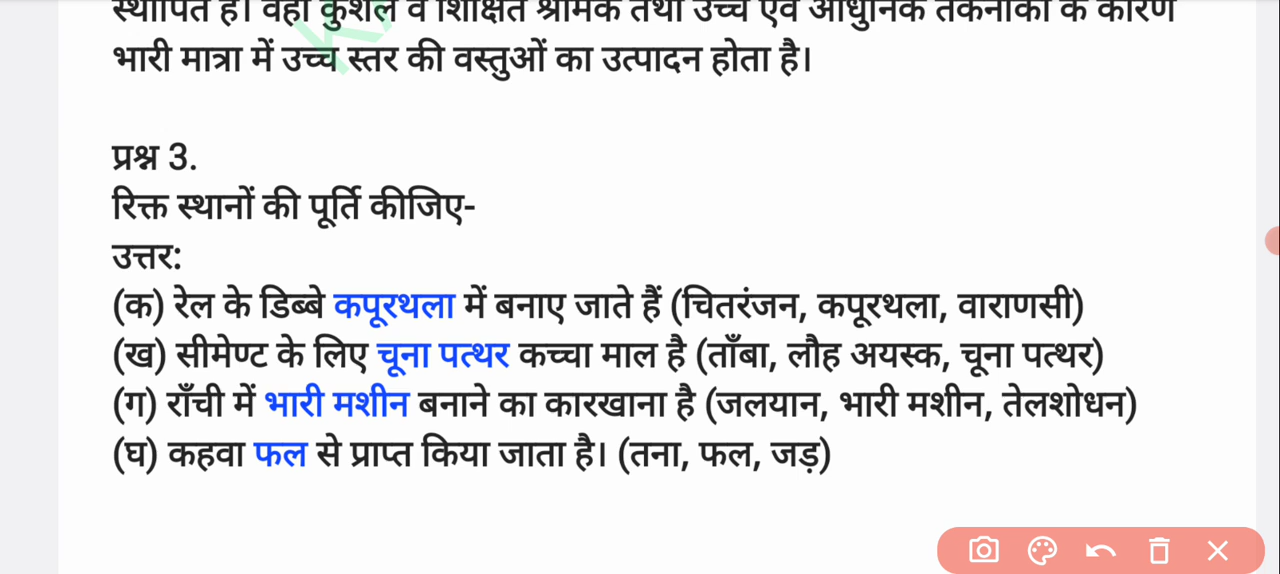 स्थापित हैं। वहाँ कुशल व शिक्षित श्रमिक तथा उच्च एवं आधुनिक तकनीकी के कारण
भारी मात्रा में उच्च स्तर की वस्तुओं का उत्पादन होता है।
प्रश्न 3.
रिक्त स्थानों की पूर्ति कीजिए-
उत्तर:
(क) रेल के डिब्बे कपूरथला में बनाए जाते हैं (चितरंजन, कपूरथला, वाराणसी)
(ख) सीमेण्ट के लिए चूना पत्थर कच्चा माल है (ताँबा, लौह अयस्क, चूना पत्थर)
(ग) राँची में भारी मशीन बनाने का कारखाना है (जलयान, भारी मशीन, तेलशोधन)
(घ) कहवा फल से प्राप्त किया जाता है। (तना, फल, जड़)